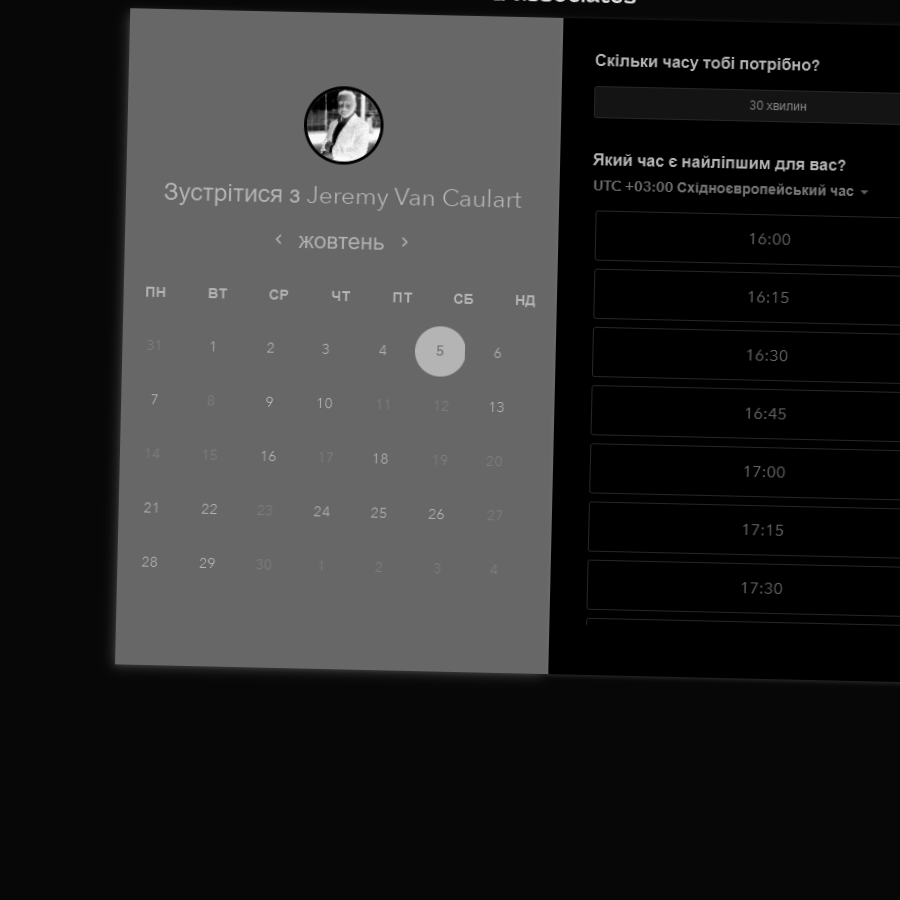 associates
Зустрітися з Jeremy Van Caulart
жовтень
ПН ВТ СР ЧТ ПТ СБ НД
31 1 2 3 4 5 6
7 8 9 10 11 12 13
14 15 16 17 18 19 20
21 22 23 24 25 26 27
28 29 30 1 2 3 4
Скільки часу тобі потрібно?
30 хвилин
Який час є найліпшим для вас?
UTC +03:00 Східноєвропейський час
16:00
16:15
16:30
16:45
17:00
17:15
17:30